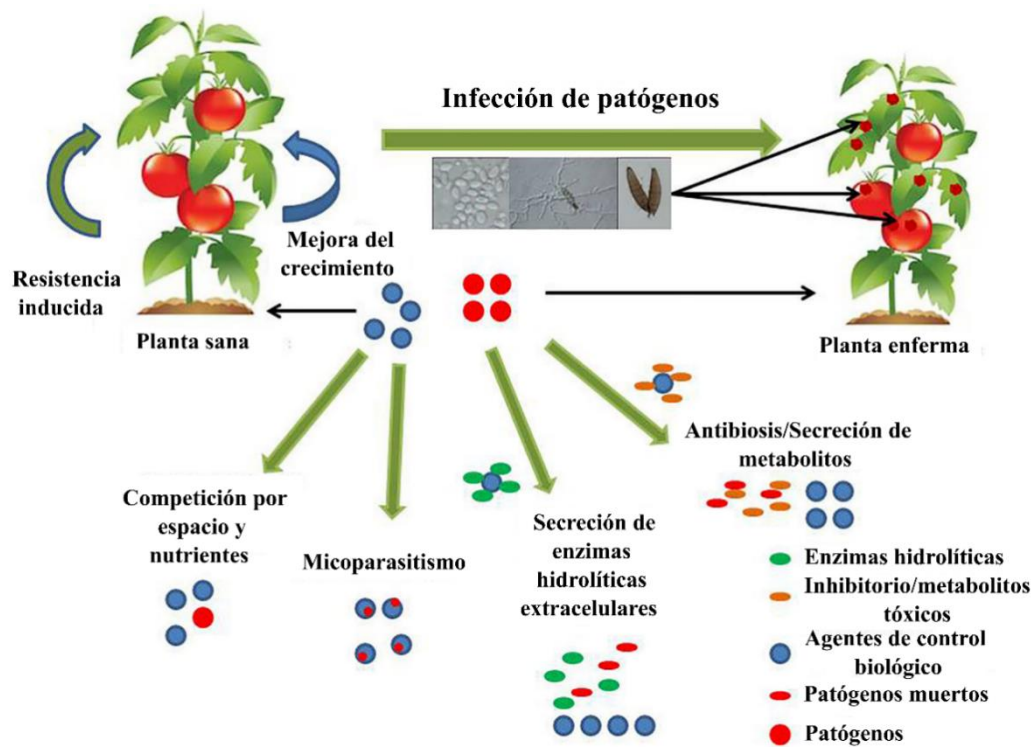 Infección de patógenos
Mejora del
crecimiento
Resistencia
inducida
Planta sana
Planta enferma
Antibiosis/Secreción de
metabolitos
Competición por
espacio y
nutrientes
Micoparasitismo
Secreción de
enzimas
hidrolíticas
extracelulares
Enzimas hidrolíticas
Inhibitorio/metabolitos
tóxicos
Agentes de control
biológico
Patógenos muertos
Patógenos